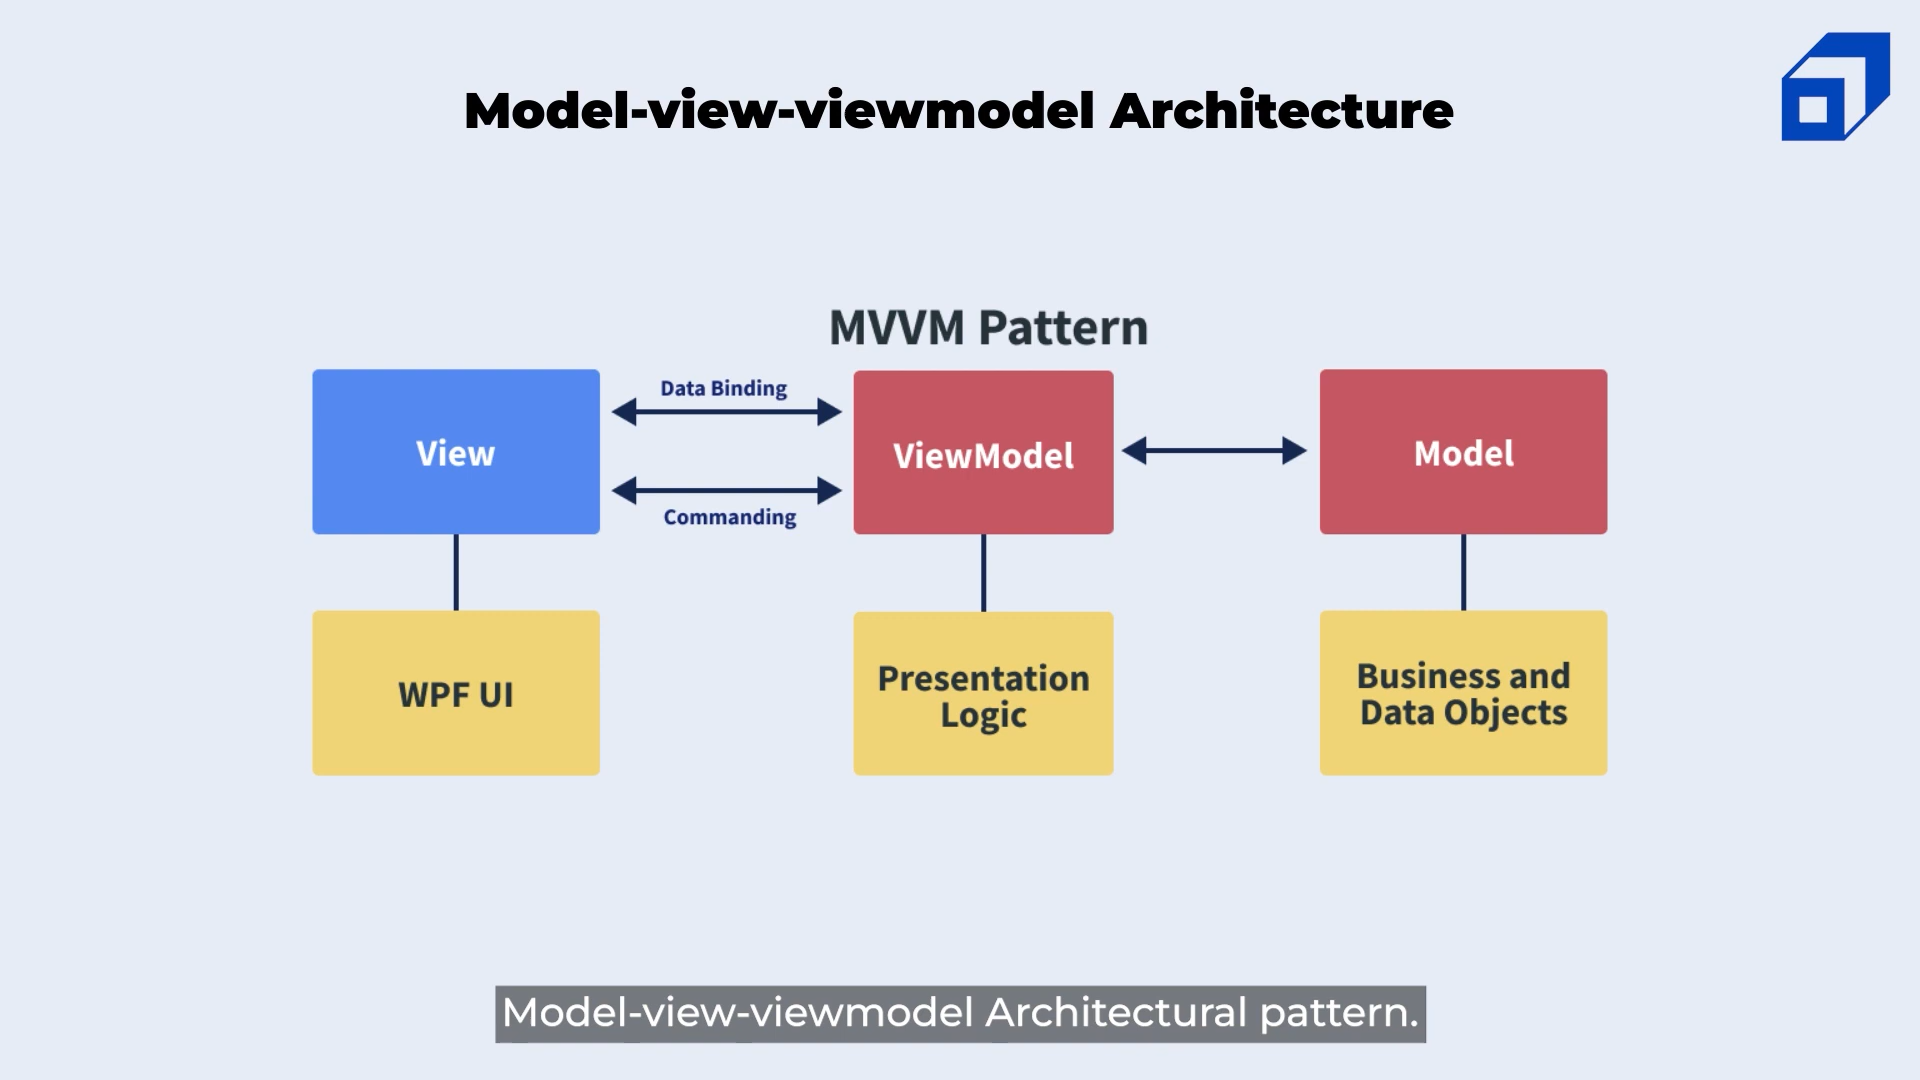 Model-view-viewmodel Architecture
MVVM Pattern
View
Data Binding
Commanding
ViewModel
Model
WPF UI
Presentation
Logic
Business and
Data Objects
Model-view-viewmodel Architectural pattern.